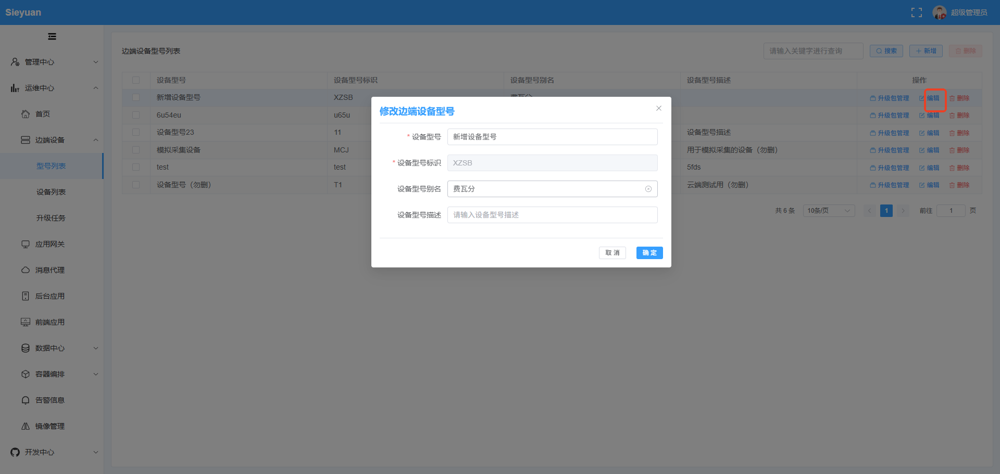 Sieyuan
超级管理员
管理中心
运维中心
首页
边端设备
型号列表
设备列表
升级任务
应用网关
消息代理
后台应用
前端应用
数据中心
容器编排
告警信息
镜像管理
开发中心
边端设备型号列表
请输入关键字进行查询
搜索
新增
删除
设备型号 设备型号标识 设备型号别名 设备型号描述 操作
新增设备型号 XZSB 费瓦分 升级包管理 编辑 删除
6u54eu u65u 升级包管理 编辑 删除
设备型号23 11 设备型号描述 升级包管理 编辑 删除
模拟采集设备 MCJ 用于模拟采集的设备（勿删） 升级包管理 编辑 删除
test test 5fds 升级包管理 编辑 删除
设备型号（勿删） T1 云端测试用（勿删） 升级包管理 编辑 删除
共 6 条 10条/页 1 前往 1 页
修改边端设备型号
* 设备型号 新增设备型号
* 设备型号标识 XZSB
设备型号别名 费瓦分
设备型号描述 请输入设备型号描述
取 消 确 定